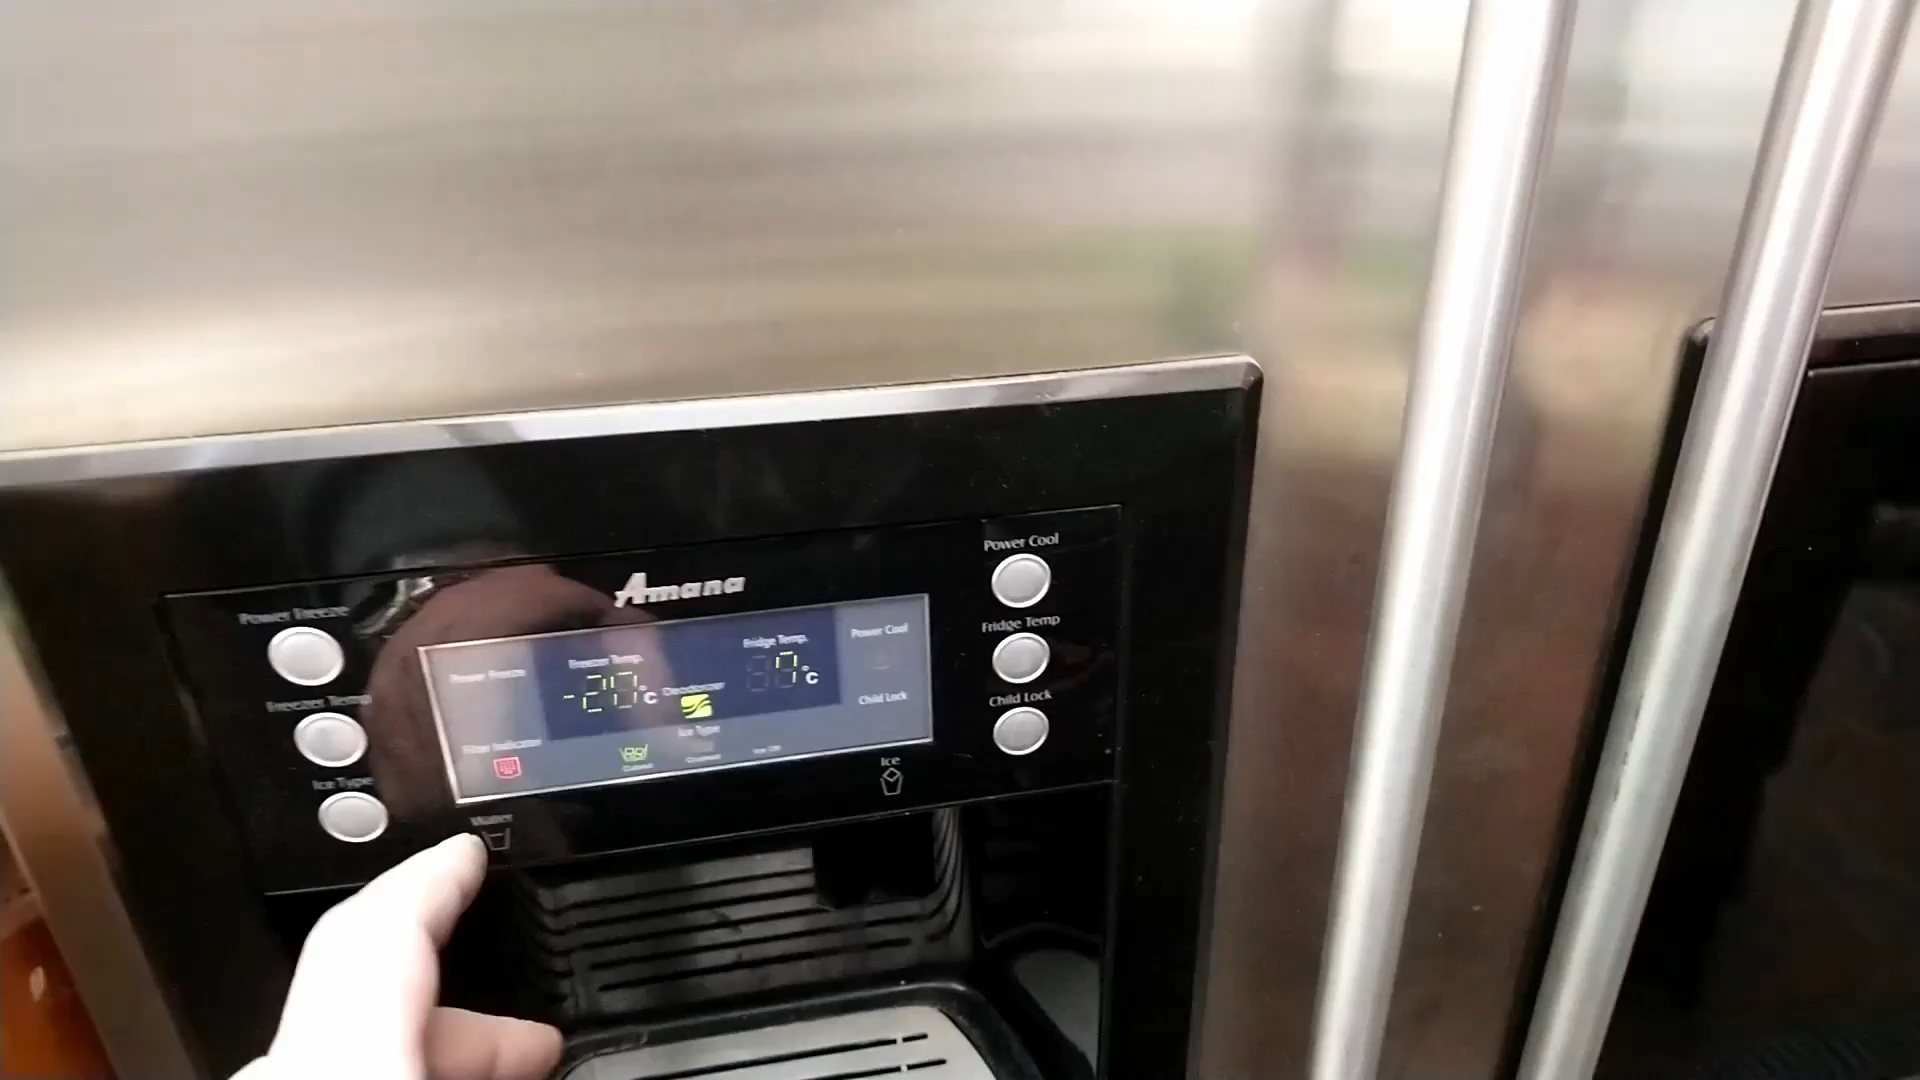 Amana
Power Freeze
Freezer Temp
Ice Type
Power Cool
Fridge Temp
Child Lock
Power Freeze
Freezer Temp.
Fridge Temp.
7°C
Power Cool
Deodorizer
Child Lock
Filter Indicator
Ice Type
Cubed
Crushed
Ice Off
Water
Ice